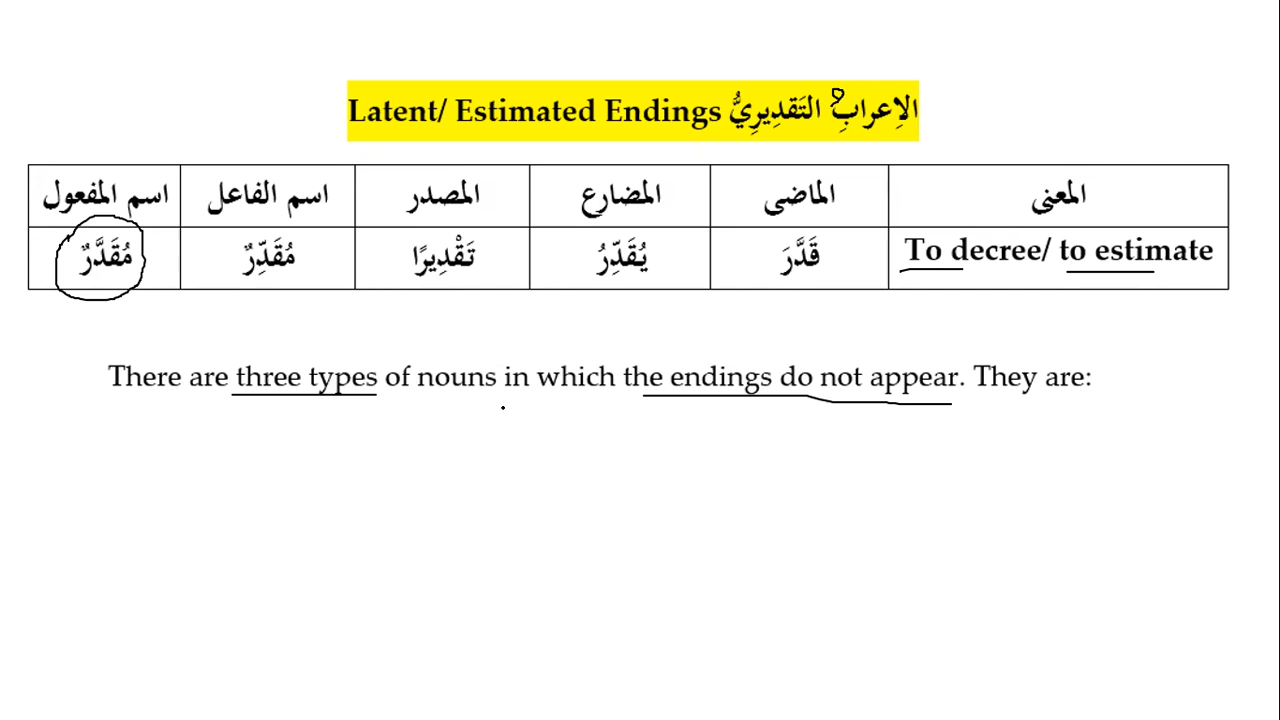 Latent/ Estimated Endings الاِعرابِ التَقدِيرِيُّ
المعنى الماضى المضارع المصدر اسم الفاعل اسم المفعول
To decree/ to estimate قَدَّرَ يُقَدِّرُ تَقْدِيرًا مُقَدِّرٌ مُقَدَّرٌ
There are three types of nouns in which the endings do not appear. They are: